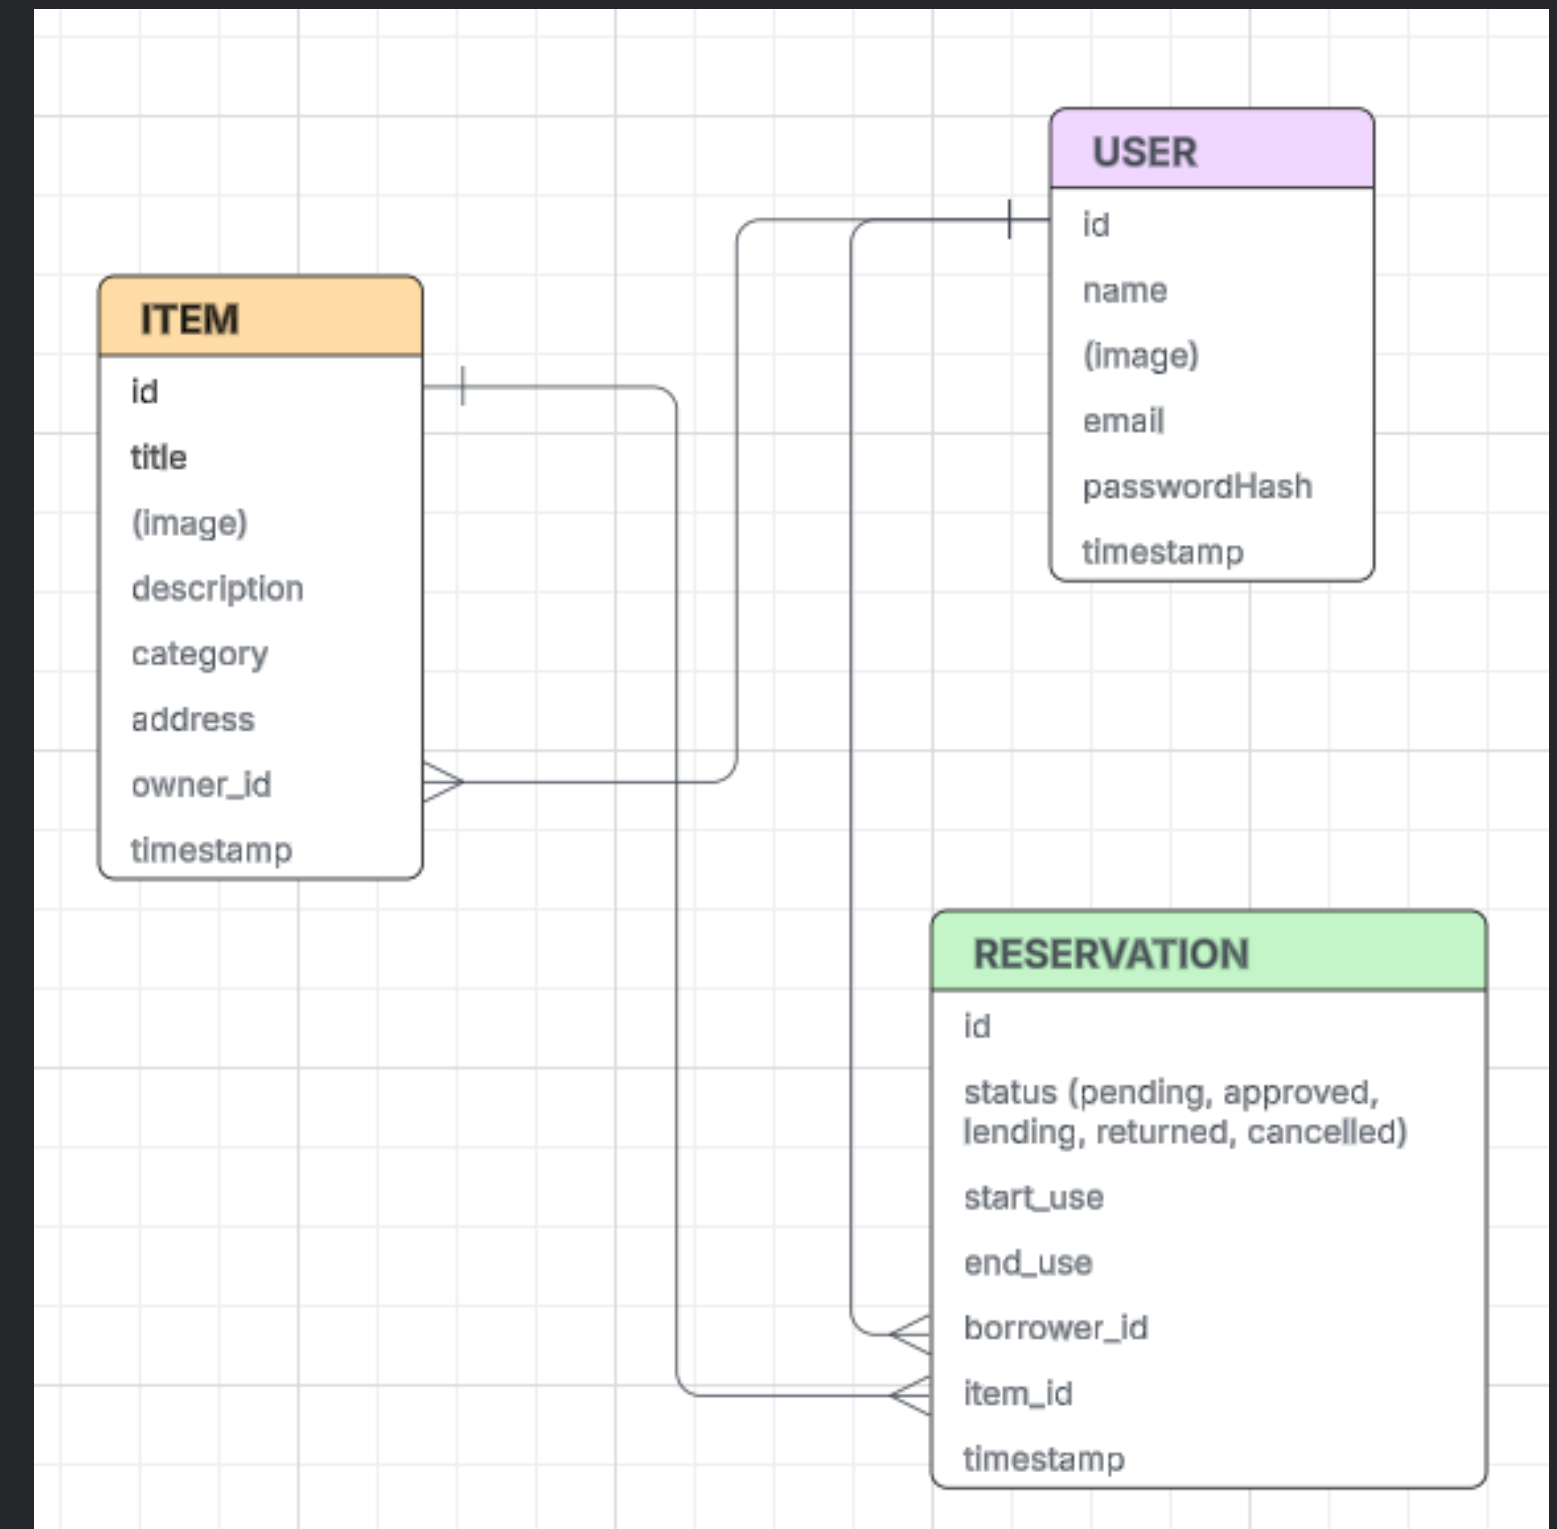 USER
id
name
(image)
email
passwordHash
timestamp
ITEM
id
title
(image)
description
category
address
owner_id
timestamp
RESERVATION
id
status (pending, approved,
lending, returned, cancelled)
start_use
end_use
borrower_id
item_id
timestamp